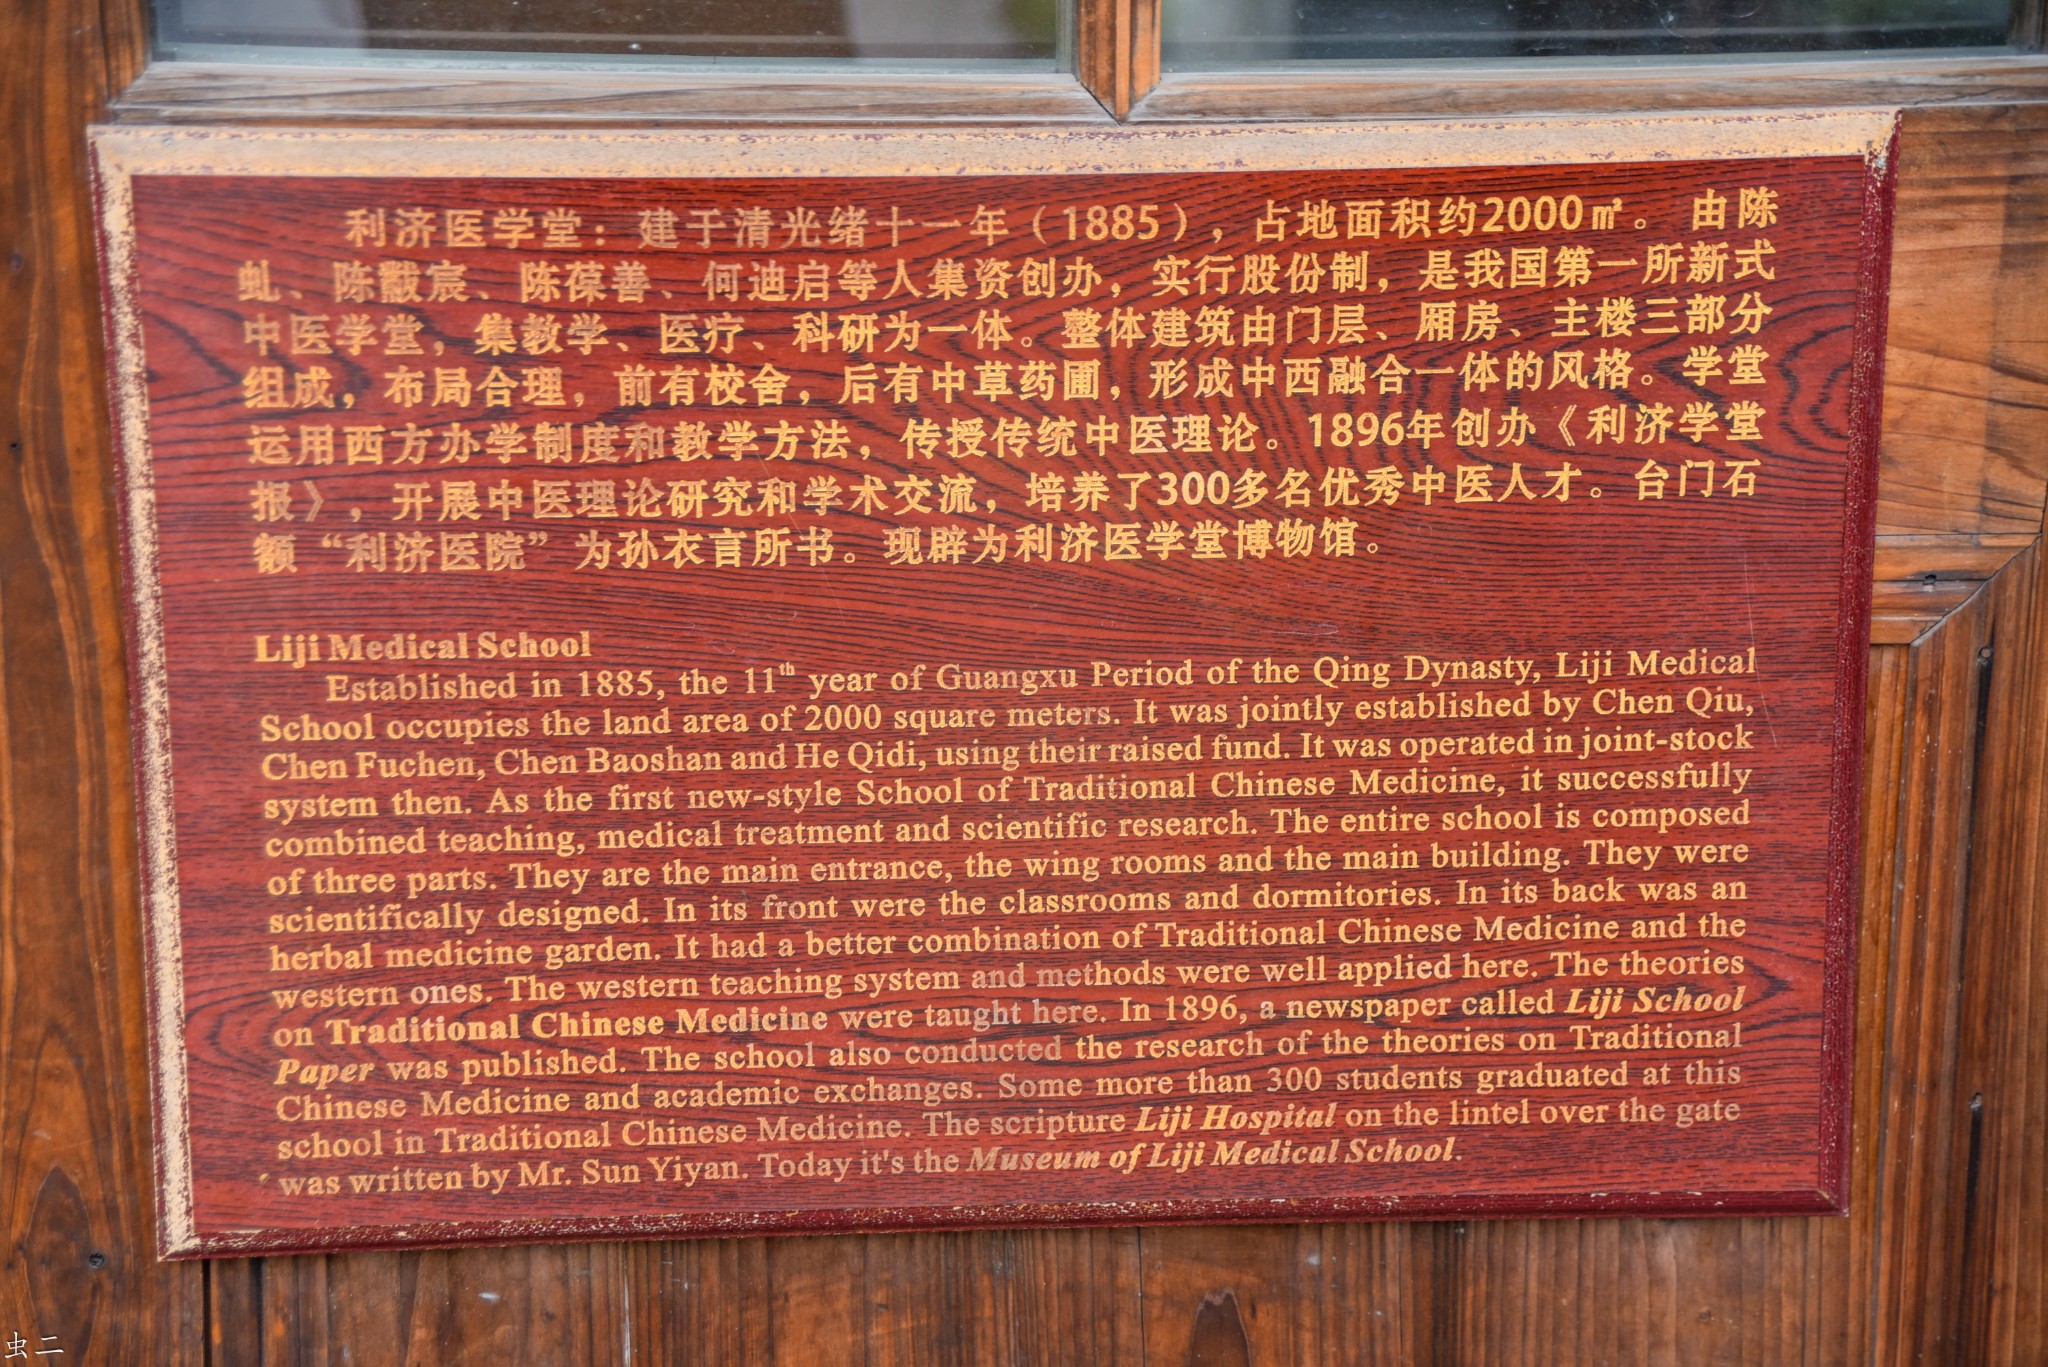 利济医学堂：建于清光绪十一年（1885），占地面积约2000㎡。由陈
虬、陈黻宸、陈葆善、何迪启等人集资创办，实行股份制，是我国第一所新式
中医学堂，集教学、医疗、科研为一体。整体建筑由门层、厢房、主楼三部分
组成，布局合理，前有校舍，后有中草药圃，形成中西融合一体的风格。学堂
运用西方办学制度和教学方法，传授传统中医理论。1896年创办《利济学堂
报》，开展中医理论研究和学术交流，培养了300多名优秀中医人才。台门石
额“利济医院”为孙衣言所书。现辟为利济医学堂博物馆。
Liji Medical School
Established in 1885, the 11th year of Guangxu Period of the Qing Dynasty, Liji Medical
School occupies the land area of 2000 square meters. It was jointly established by Chen Qiu,
Chen Fuchen, Chen Baoshan and He Qidi, using their raised fund. It was operated in joint-stock
system then. As the first new-style School of Traditional Chinese Medicine, it successfully
combined teaching, medical treatment and scientific research. The entire school is composed
of three parts. They are the main entrance, the wing rooms and the main building. They were
scientifically designed. In its front were the classrooms and dormitories. In its back was an
herbal medicine garden. It had a better combination of Traditional Chinese Medicine and the
western ones. The western teaching system and methods were well applied here. The theories
on Traditional Chinese Medicine were taught here. In 1896, a newspaper called Liji School
Paper was published. The school also conducted the research of the theories on Traditional
Chinese Medicine and academic exchanges. Some more than 300 students graduated at this
school in Traditional Chinese Medicine. The scripture Liji Hospital on the lintel over the gate
was written by Mr. Sun Yiyan. Today it's the Museum of Liji Medical School.
虫二